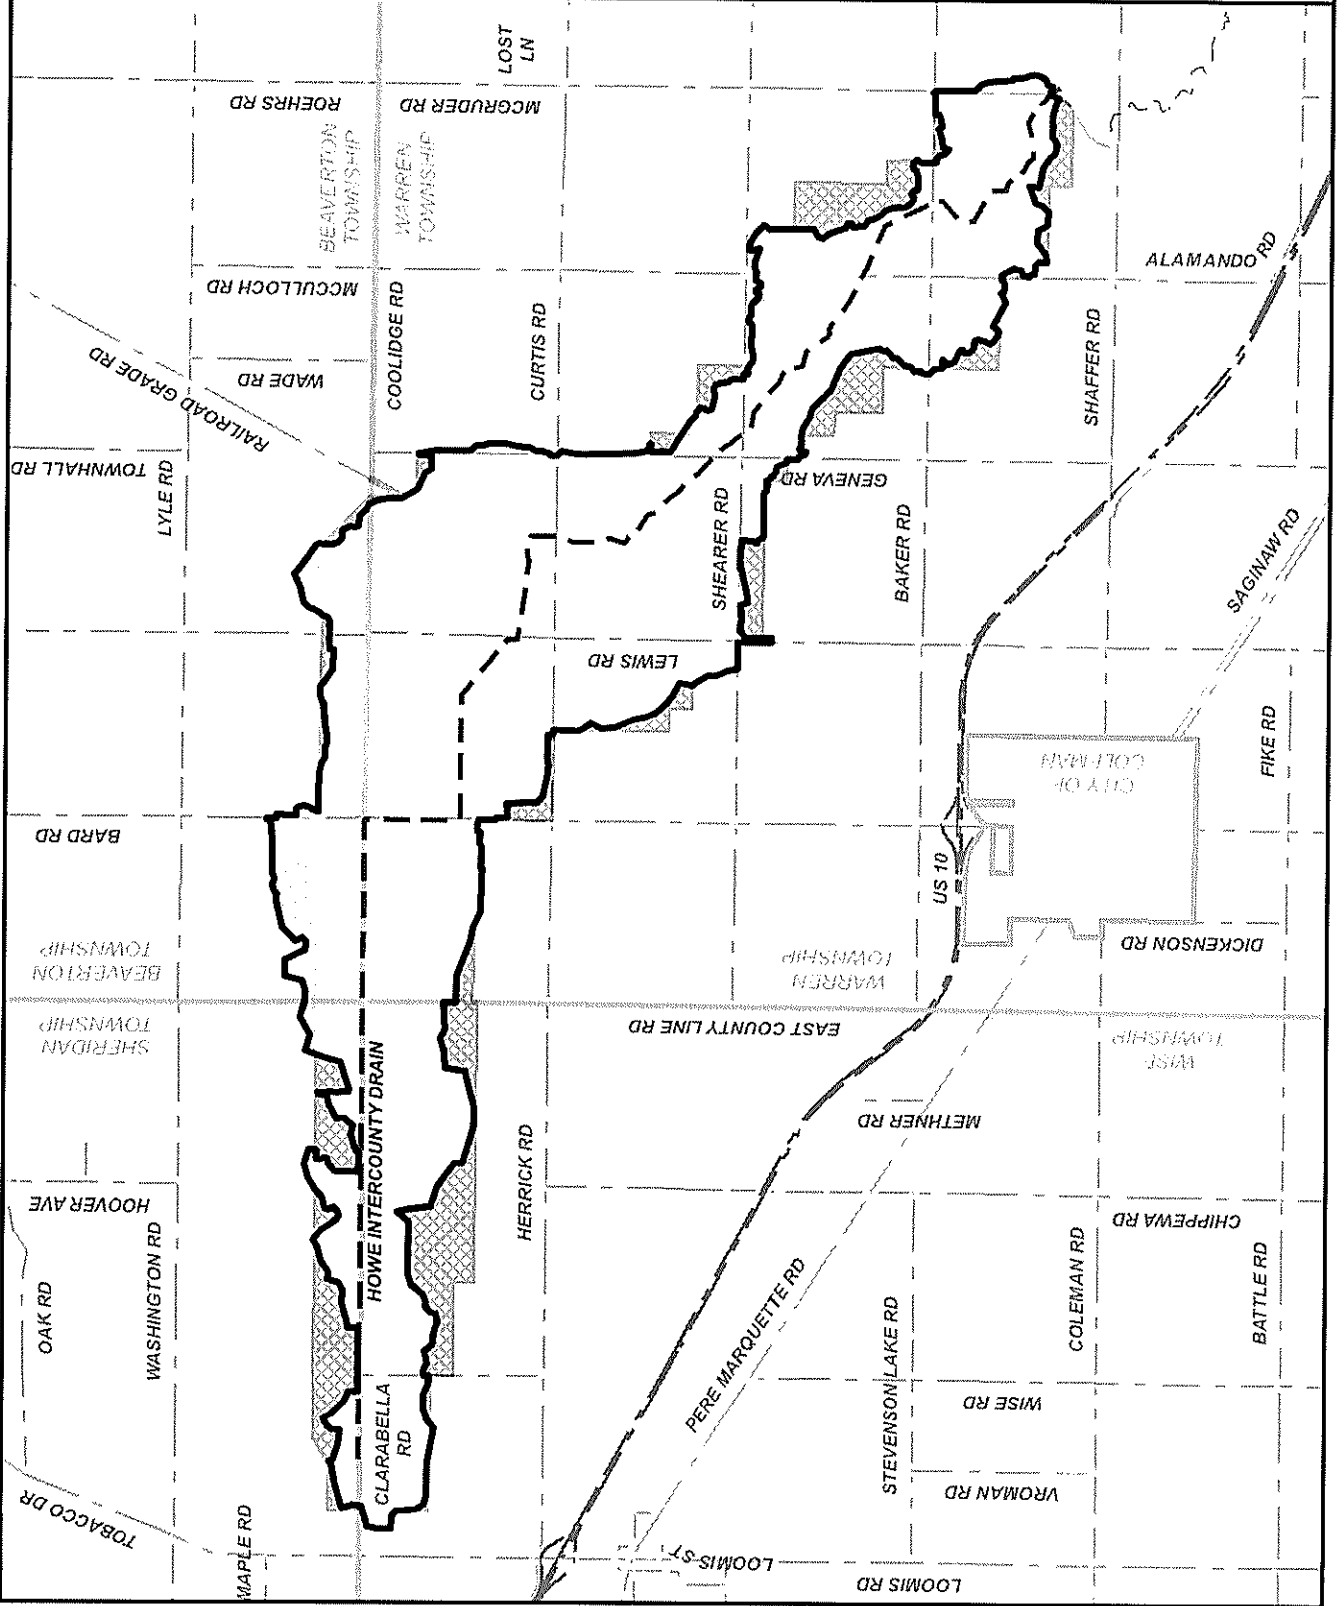 LOST
LN
ROEHRS RD
MCGRUDER RD
BEAVERTON
TOWNSHIP
WARREN
TOWNSHIP
MCCULLOCH RD
COOLIDGE RD
CURTIS RD
ALAMANDO RD
SHAFFER RD
RAILROAD GRADE RD
WADE RD
TOWNHALL RD
LYLE RD
GENEVA RD
SHEARER RD
BAKER RD
SAGINAW RD
LEWIS RD
FIKE RD
CITY OF
COLEMAN
BARD RD
US 10
DICKENSON RD
BEAVERTON
TOWNSHIP
WARREN
TOWNSHIP
SHERIDAN
TOWNSHIP
EAST COUNTY LINE RD
WISE
TOWNSHIP
HOWE INTERCOUNTY DRAIN
METHNER RD
HOOVER AVE
HERRICK RD
CHIPPEWA RD
OAK RD
WASHINGTON RD
PERE MARQUETTE RD
STEVENSON LAKE RD
COLEMAN RD
BATTLE RD
CLARABELLA
RD
WISE RD
VROMAN RD
TOBACCO DR
MAPLE RD
LOOMIS ST
LOOMIS RD